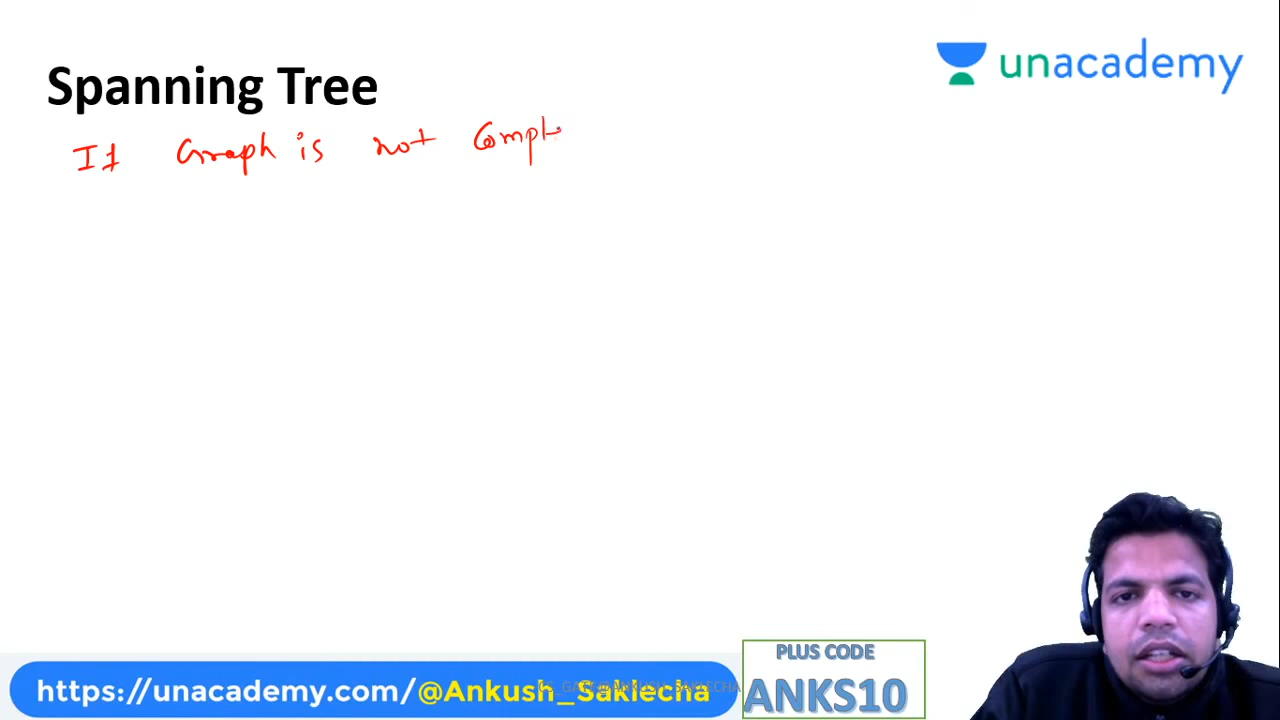 Spanning Tree
unacademy
If Graph is not Compl
https://unacademy.com/@Ankush_Saklecha
PLUS CODE
ANKS10